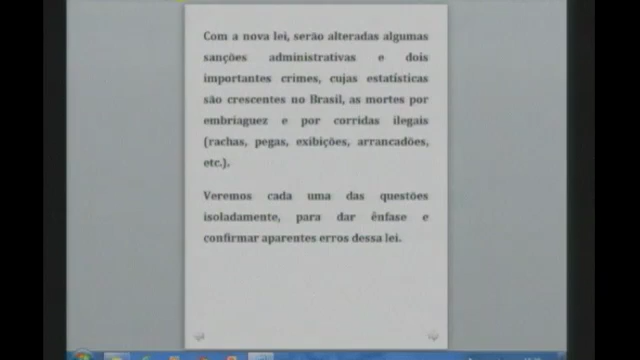 Com a nova lei, serão alteradas algumas
sanções administrativas e dois
importantes crimes, cujas estatísticas
são crescentes no Brasil, as mortes por
embriaguez e por corridas ilegais
(rachas, pegas, exibições, arrancadões,
etc.).
Veremos cada uma das questões
isoladamente, para dar ênfase e
confirmar aparentes erros dessa lei.